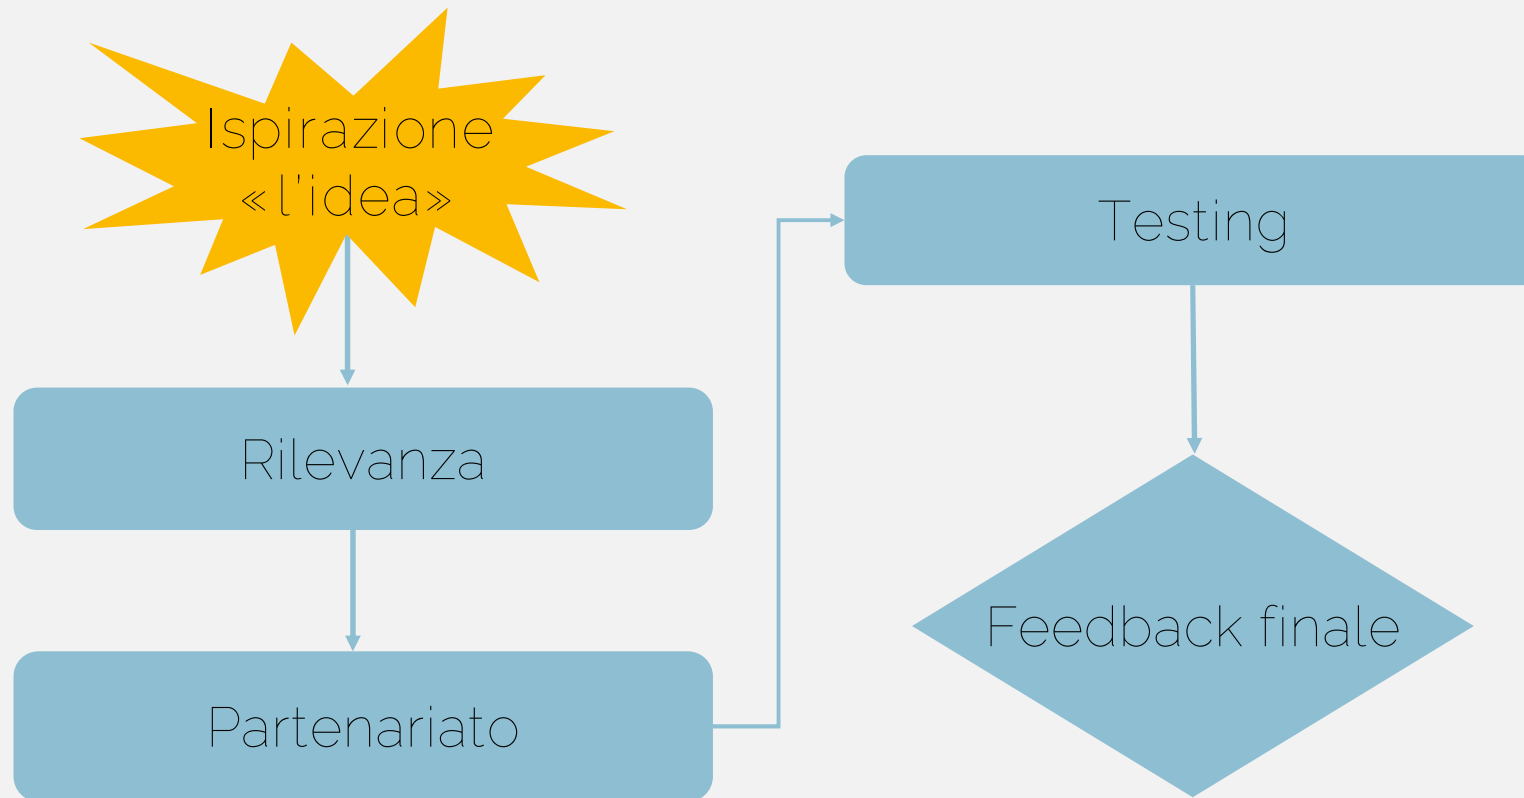 Ispirazione
«l'idea»
Rilevanza
Partenariato
Testing
Feedback finale